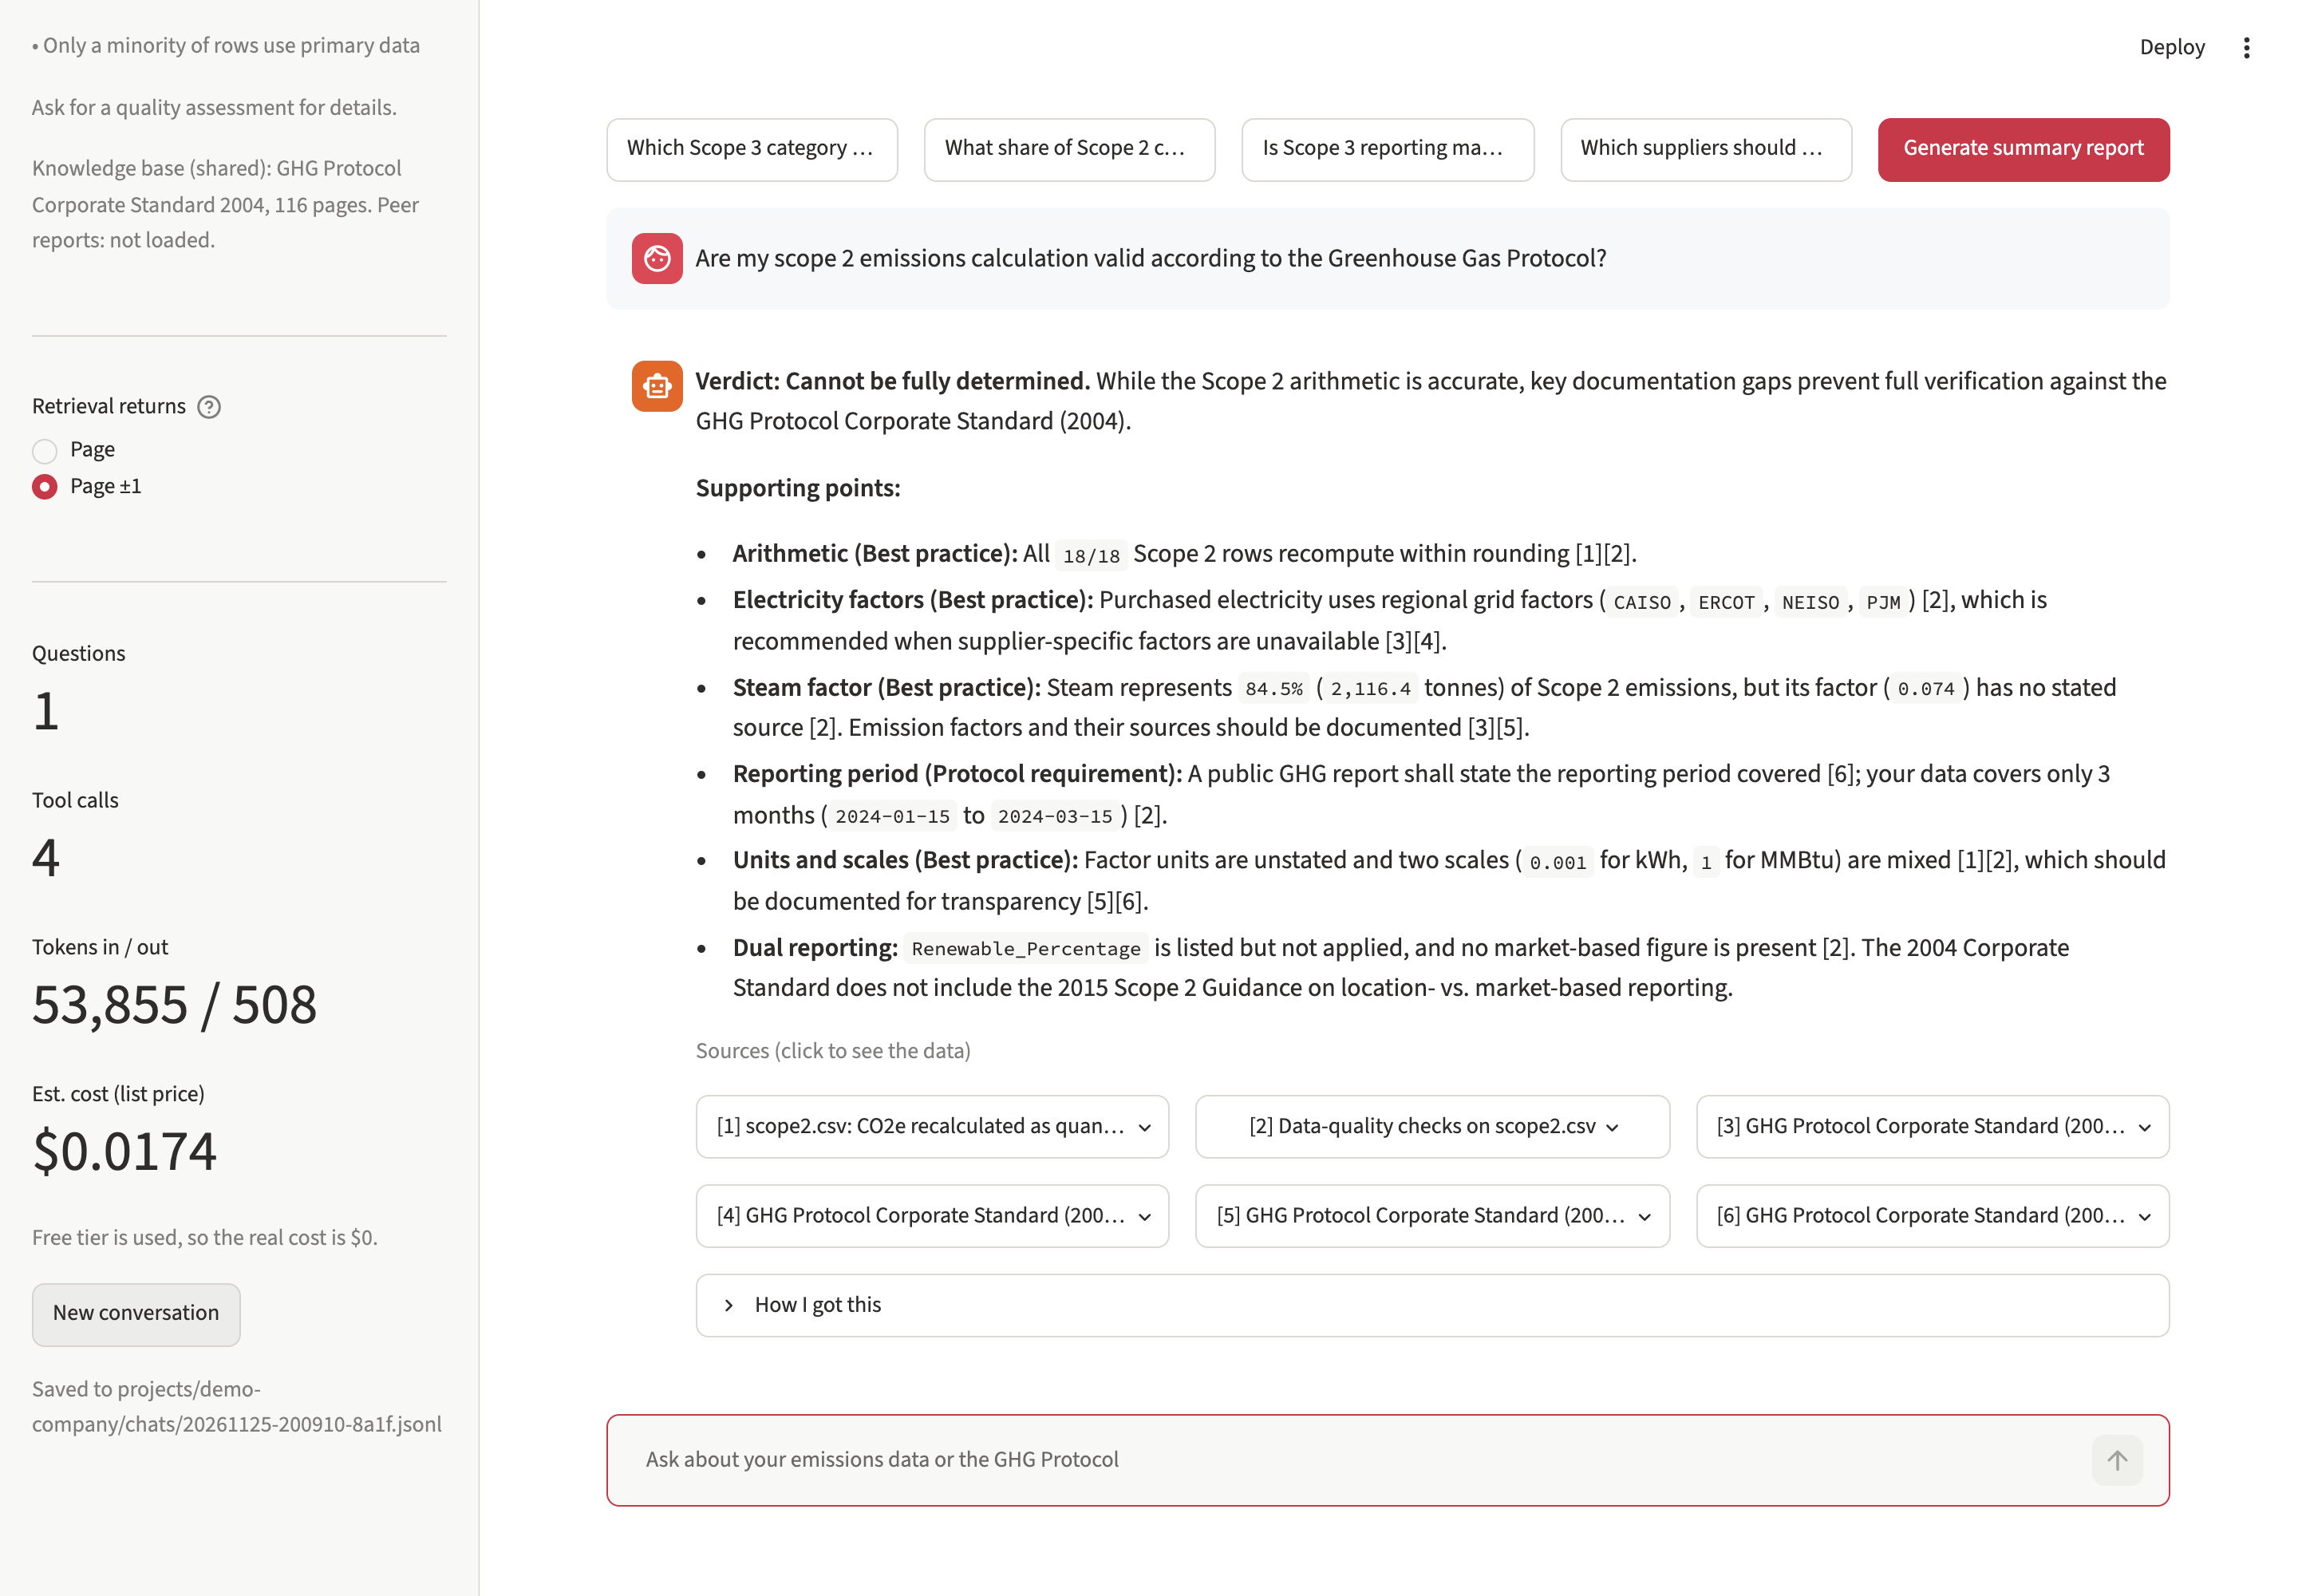 • Only a minority of rows use primary data
Ask for a quality assessment for details.
Knowledge base (shared): GHG Protocol
Corporate Standard 2004, 116 pages. Peer
reports: not loaded.
Retrieval returns
Page
Page ±1
Questions
1
Tool calls
4
Tokens in / out
53,855 / 508
Est. cost (list price)
$0.0174
Free tier is used, so the real cost is $0.
New conversation
Saved to projects/demo-
company/chats/20261125-200910-8a1f.jsonl
Deploy
Which Scope 3 category …
What share of Scope 2 c…
Is Scope 3 reporting ma…
Which suppliers should …
Generate summary report
Are my scope 2 emissions calculation valid according to the Greenhouse Gas Protocol?
Verdict: Cannot be fully determined. While the Scope 2 arithmetic is accurate, key documentation gaps prevent full verification against the
GHG Protocol Corporate Standard (2004).
Supporting points:
• Arithmetic (Best practice): All 18/18 Scope 2 rows recompute within rounding [1][2].
• Electricity factors (Best practice): Purchased electricity uses regional grid factors ( CAISO , ERCOT , NEISO , PJM ) [2], which is
recommended when supplier-specific factors are unavailable [3][4].
• Steam factor (Best practice): Steam represents 84.5% ( 2,116.4 tonnes) of Scope 2 emissions, but its factor ( 0.074 ) has no stated
source [2]. Emission factors and their sources should be documented [3][5].
• Reporting period (Protocol requirement): A public GHG report shall state the reporting period covered [6]; your data covers only 3
months ( 2024-01-15 to 2024-03-15 ) [2].
• Units and scales (Best practice): Factor units are unstated and two scales ( 0.001 for kWh, 1 for MMBtu) are mixed [1][2], which should
be documented for transparency [5][6].
• Dual reporting: Renewable_Percentage is listed but not applied, and no market-based figure is present [2]. The 2004 Corporate
Standard does not include the 2015 Scope 2 Guidance on location- vs. market-based reporting.
Sources (click to see the data)
[1] scope2.csv: CO2e recalculated as quan…
[2] Data-quality checks on scope2.csv
[3] GHG Protocol Corporate Standard (200…
[4] GHG Protocol Corporate Standard (200…
[5] GHG Protocol Corporate Standard (200…
[6] GHG Protocol Corporate Standard (200…
How I got this
Ask about your emissions data or the GHG Protocol